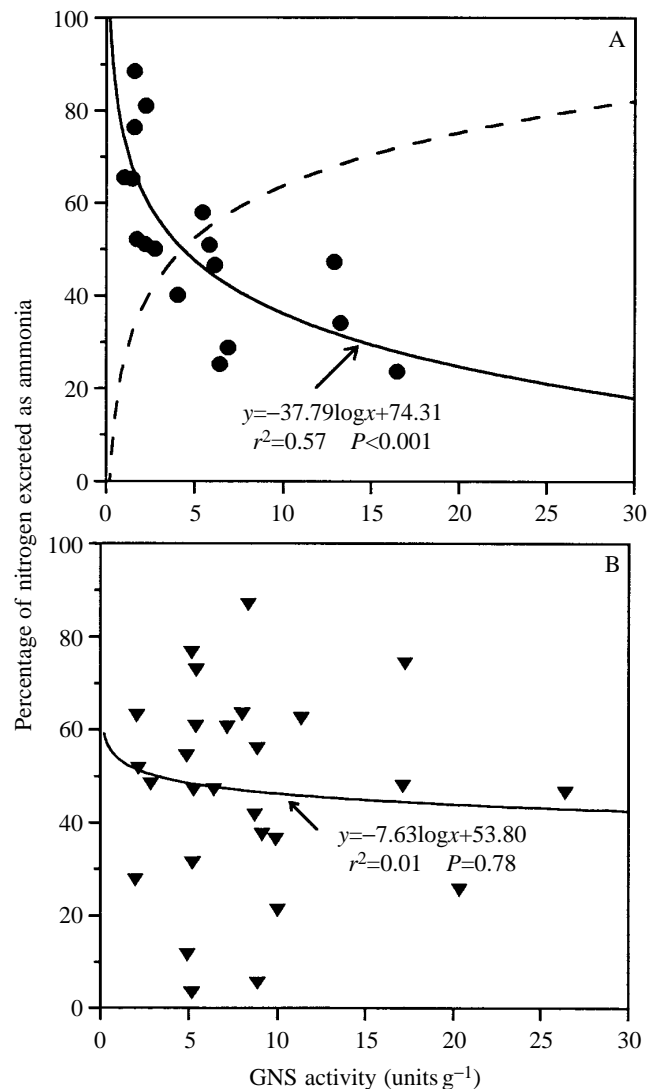 A
100
80
60
40
20
0
y=−37.79logx+74.31
r²=0.57 P<0.001
0 5 10 15 20 25 30
Percentage of nitrogen excreted as ammonia
B
100
80
60
40
20
0
y=−7.63logx+53.80
r²=0.01 P=0.78
0 5 10 15 20 25 30
GNS activity (units g⁻¹)